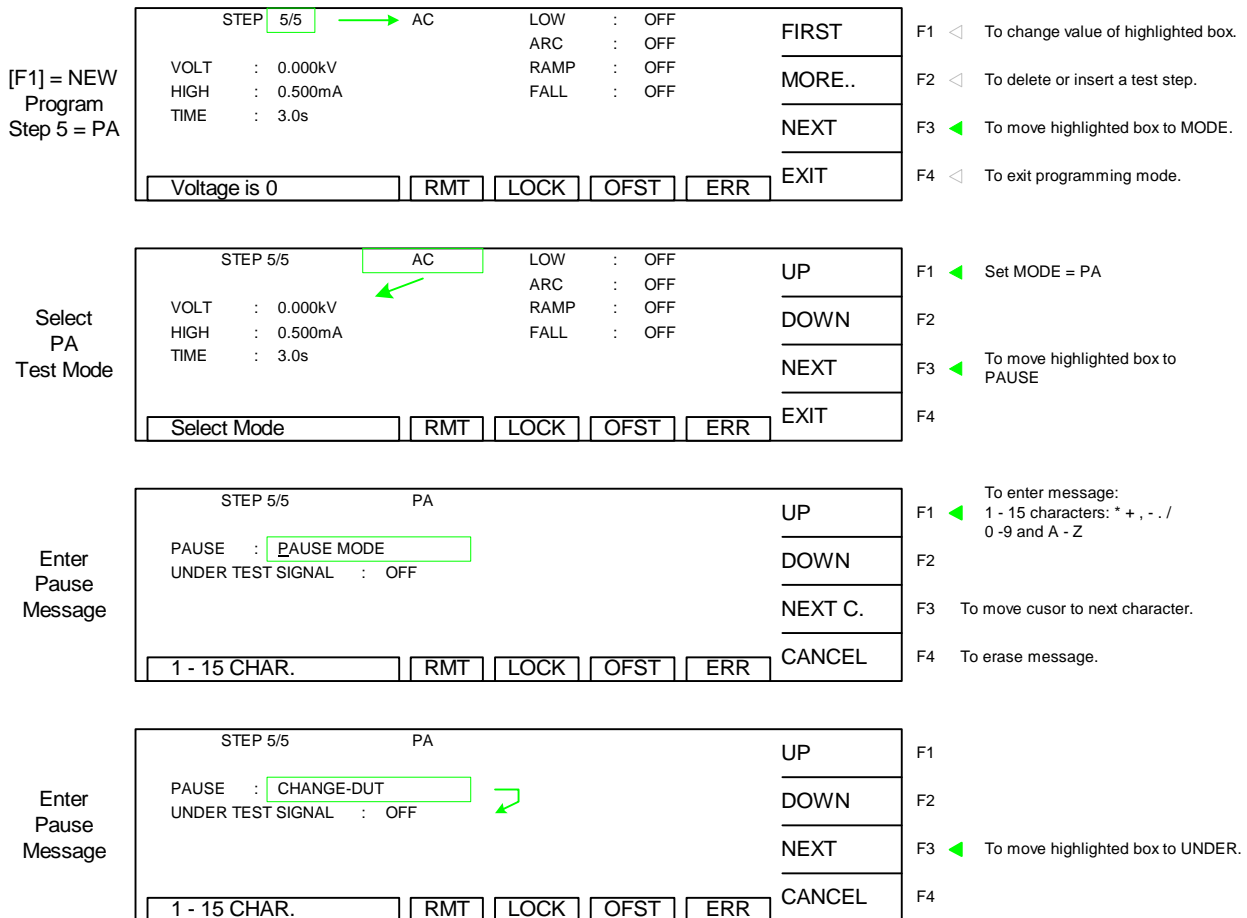 [F1] = NEW
Program
Step 5 = PA
STEP 5/5 AC LOW : OFF
ARC : OFF
VOLT : 0.000kV RAMP : OFF
HIGH : 0.500mA FALL : OFF
TIME : 3.0s
Voltage is 0 RMT LOCK OFST ERR
FIRST F1 To change value of highlighted box.
MORE.. F2 To delete or insert a test step.
NEXT F3 To move highlighted box to MODE.
EXIT F4 To exit programming mode.
Select
PA
Test Mode
STEP 5/5 AC LOW : OFF
ARC : OFF
VOLT : 0.000kV RAMP : OFF
HIGH : 0.500mA FALL : OFF
TIME : 3.0s
Select Mode RMT LOCK OFST ERR
UP F1 Set MODE = PA
DOWN F2
NEXT F3 To move highlighted box to
PAUSE
EXIT F4
Enter
Pause
Message
STEP 5/5 PA
PAUSE : PAUSE MODE
UNDER TEST SIGNAL : OFF
1 - 15 CHAR. RMT LOCK OFST ERR
UP F1 To enter message:
1 - 15 characters: * + , - . /
0 -9 and A - Z
DOWN F2
NEXT C. F3 To move cusor to next character.
CANCEL F4 To erase message.
Enter
Pause
Message
STEP 5/5 PA
PAUSE : CHANGE-DUT
UNDER TEST SIGNAL : OFF
1 - 15 CHAR. RMT LOCK OFST ERR
UP F1
DOWN F2
NEXT F3 To move highlighted box to UNDER.
CANCEL F4